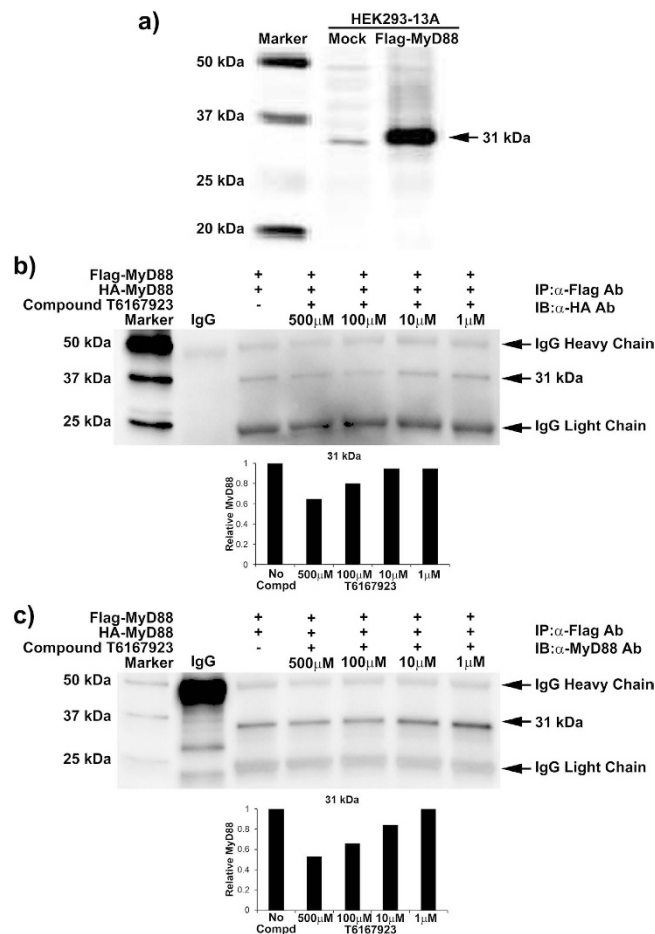 a)
HEK293-13A
Marker Mock Flag-MyD88
50 kDa
37 kDa
31 kDa
25 kDa
20 kDa
b)
Flag-MyD88 + + + + +
HA-MyD88 + + + + + IP:α-Flag Ab
Compound T6167923 - + + + + IB:α-HA Ab
Marker IgG 500μM 100μM 10μM 1μM
50 kDa IgG Heavy Chain
37 kDa 31 kDa
25 kDa IgG Light Chain
31 kDa
Relative MyD88
1
0.8
0.6
0.4
0.2
0
No Compd 500μM 100μM 10μM 1μM
T6167923
c)
Flag-MyD88 + + + + + IP:α-Flag Ab
HA-MyD88 + + + + + IB:α-MyD88 Ab
Compound T6167923 - + + + +
Marker IgG 500μM 100μM 10μM 1μM
50 kDa IgG Heavy Chain
37 kDa 31 kDa
25 kDa IgG Light Chain
31 kDa
Relative MyD88
1
0.8
0.6
0.4
0.2
0
No Compd 500μM 100μM 10μM 1μM
T6167923